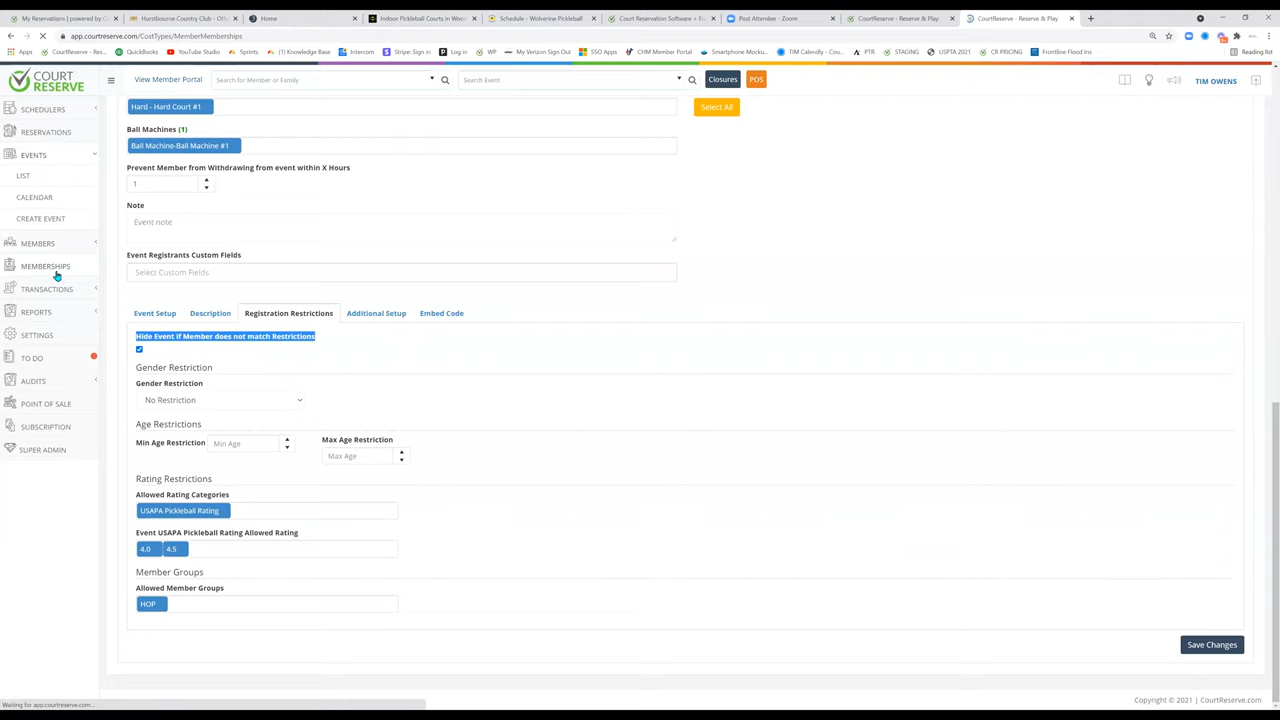 My Reservations | powered by C
Hurstbourne Country Club - Off
Home
Indoor Pickleball Courts in Woo
Schedule - Wolverine Pickleball
Court Reservation Software + Fu
Post Attendee - Zoom
CourtReserve - Reserve & Play
CourtReserve - Reserve & Play
app.courtreserve.com/CostTypes/MemberMemberships
Apps
CourtReserve - Res...
QuickBooks
YouTube Studio
Sprints
(1) Knowledge Base
Intercom
Stripe: Sign in
Log in
WP
My Verizon Sign Out
SSO Apps
CHM Member Portal
Smartphone Mocku...
TIM Calendly - Cou...
PTR
STAGING
USPTA 2021
CR PRICING
Frontline Flood Ins
Reading list
COURT
RESERVE
View Member Portal
Search for Member or Family
Search Event
Closures
POS
TIM OWENS
SCHEDULERS
RESERVATIONS
EVENTS
LIST
CALENDAR
CREATE EVENT
MEMBERS
MEMBERSHIPS
TRANSACTIONS
REPORTS
SETTINGS
TO DO
AUDITS
POINT OF SALE
SUBSCRIPTION
SUPER ADMIN
Hard - Hard Court #1
Select All
Ball Machines (1)
Ball Machine-Ball Machine #1
Prevent Member from Withdrawing from event within X Hours
1
Note
Event note
Event Registrants Custom Fields
Select Custom Fields
Event Setup
Description
Registration Restrictions
Additional Setup
Embed Code
Hide Event if Member does not match Restrictions
Gender Restriction
Gender Restriction
No Restriction
Age Restrictions
Min Age Restriction
Min Age
Max Age Restriction
Max Age
Rating Restrictions
Allowed Rating Categories
USAPA Pickleball Rating
Event USAPA Pickleball Rating Allowed Rating
4.0
4.5
Member Groups
Allowed Member Groups
HOP
Save Changes
Copyright © 2021 | CourtReserve.com
Waiting for app.courtreserve.com...